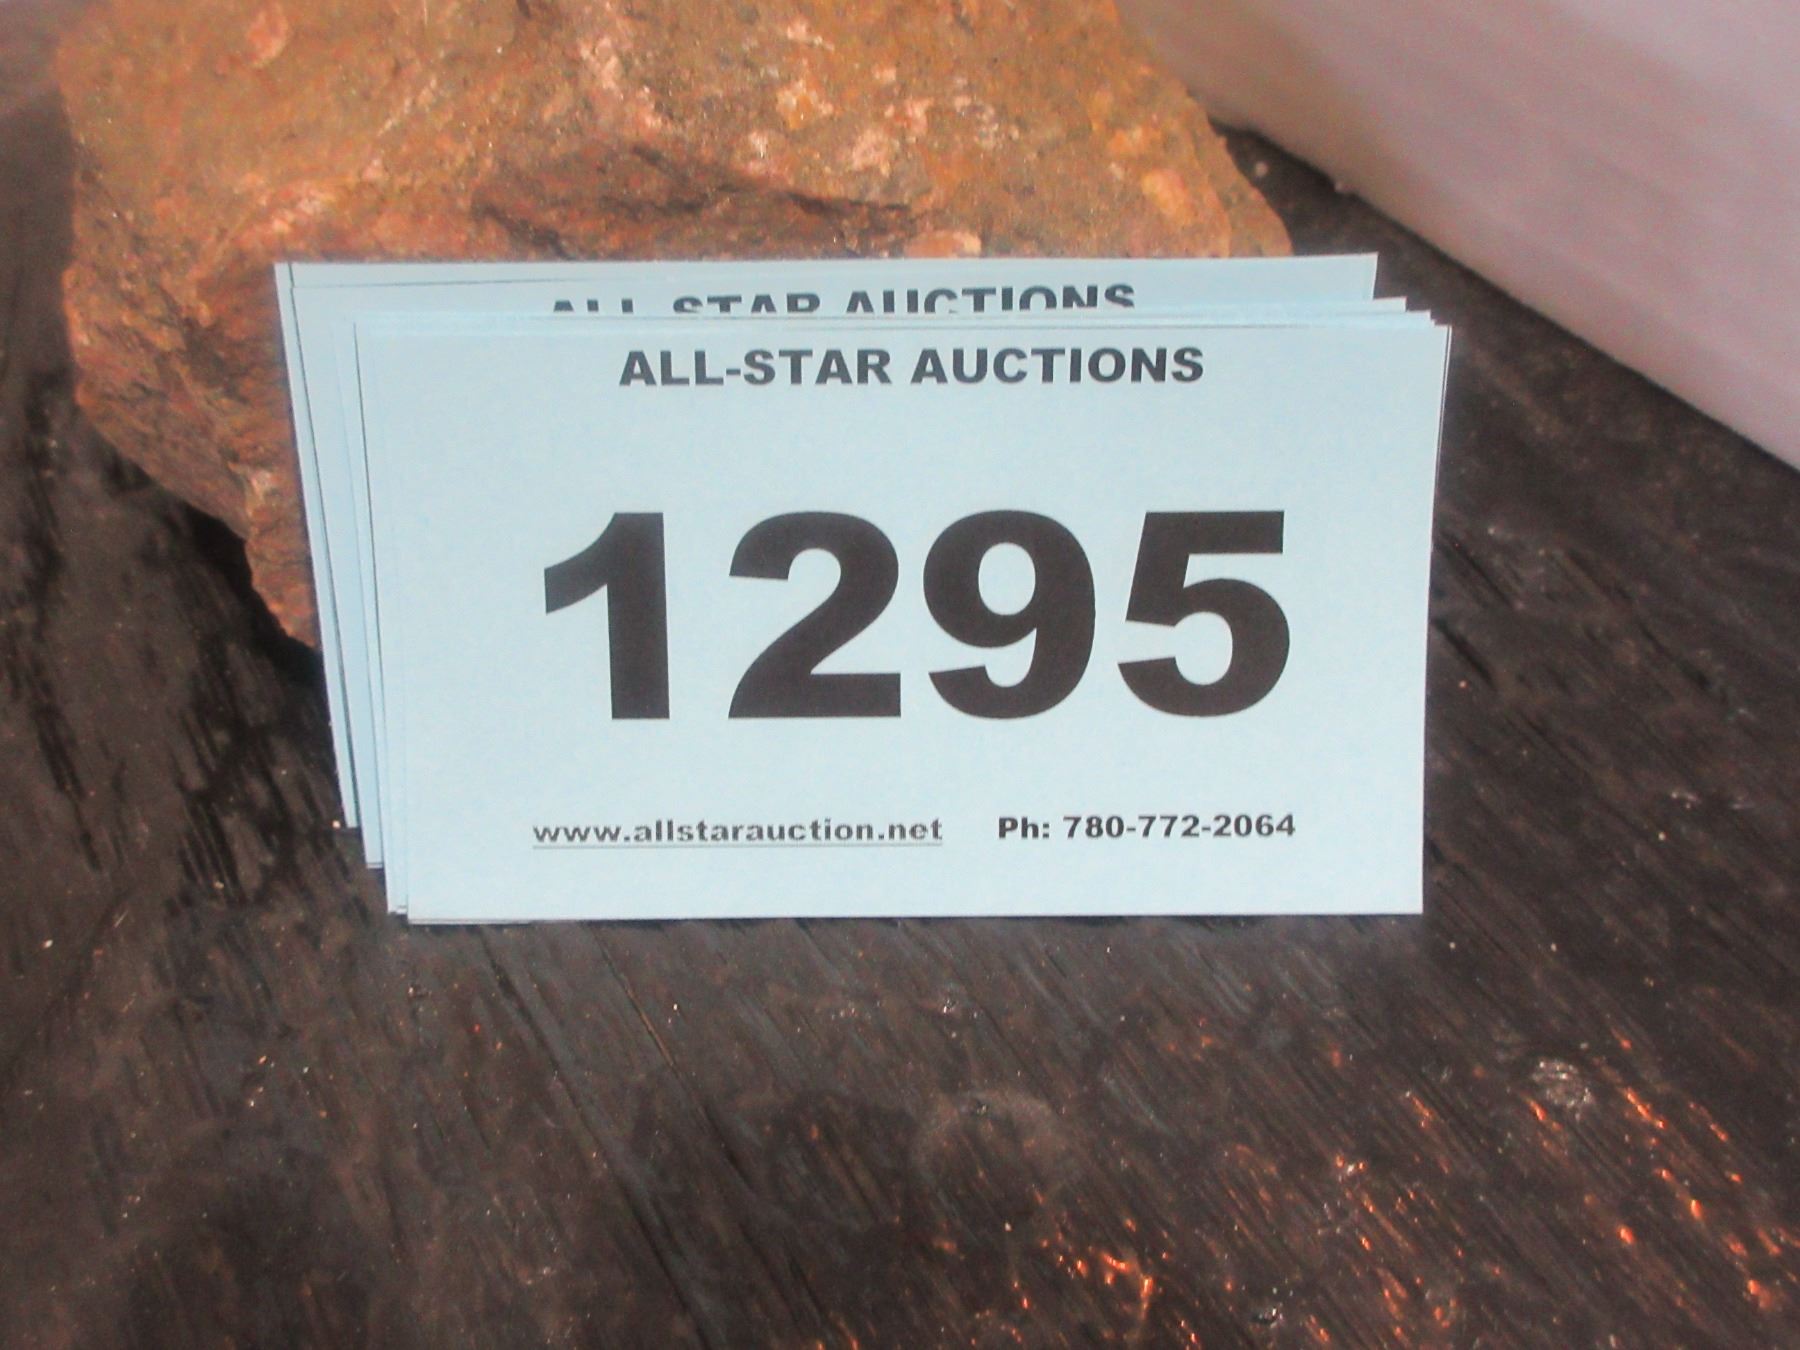 ALL-STAR AUCTIONS
ALL-STAR AUCTIONS
1295
www.allstarauction.net Ph: 780-772-2064